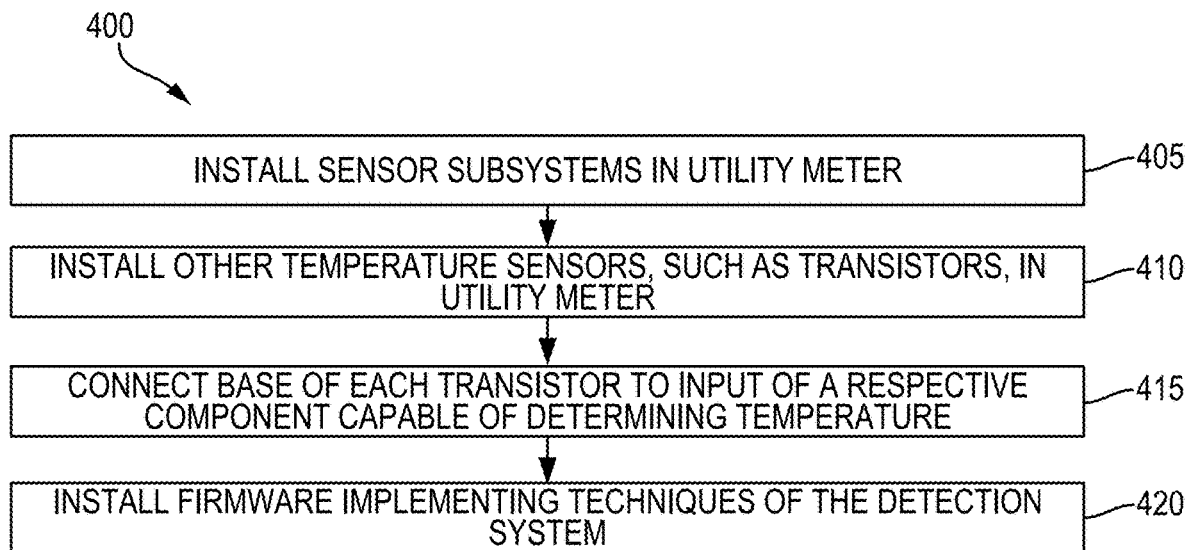 400
INSTALL SENSOR SUBSYSTEMS IN UTILITY METER
405
INSTALL OTHER TEMPERATURE SENSORS, SUCH AS TRANSISTORS, IN
UTILITY METER
410
CONNECT BASE OF EACH TRANSISTOR TO INPUT OF A RESPECTIVE
COMPONENT CAPABLE OF DETERMINING TEMPERATURE
415
INSTALL FIRMWARE IMPLEMENTING TECHNIQUES OF THE DETECTION
SYSTEM
420